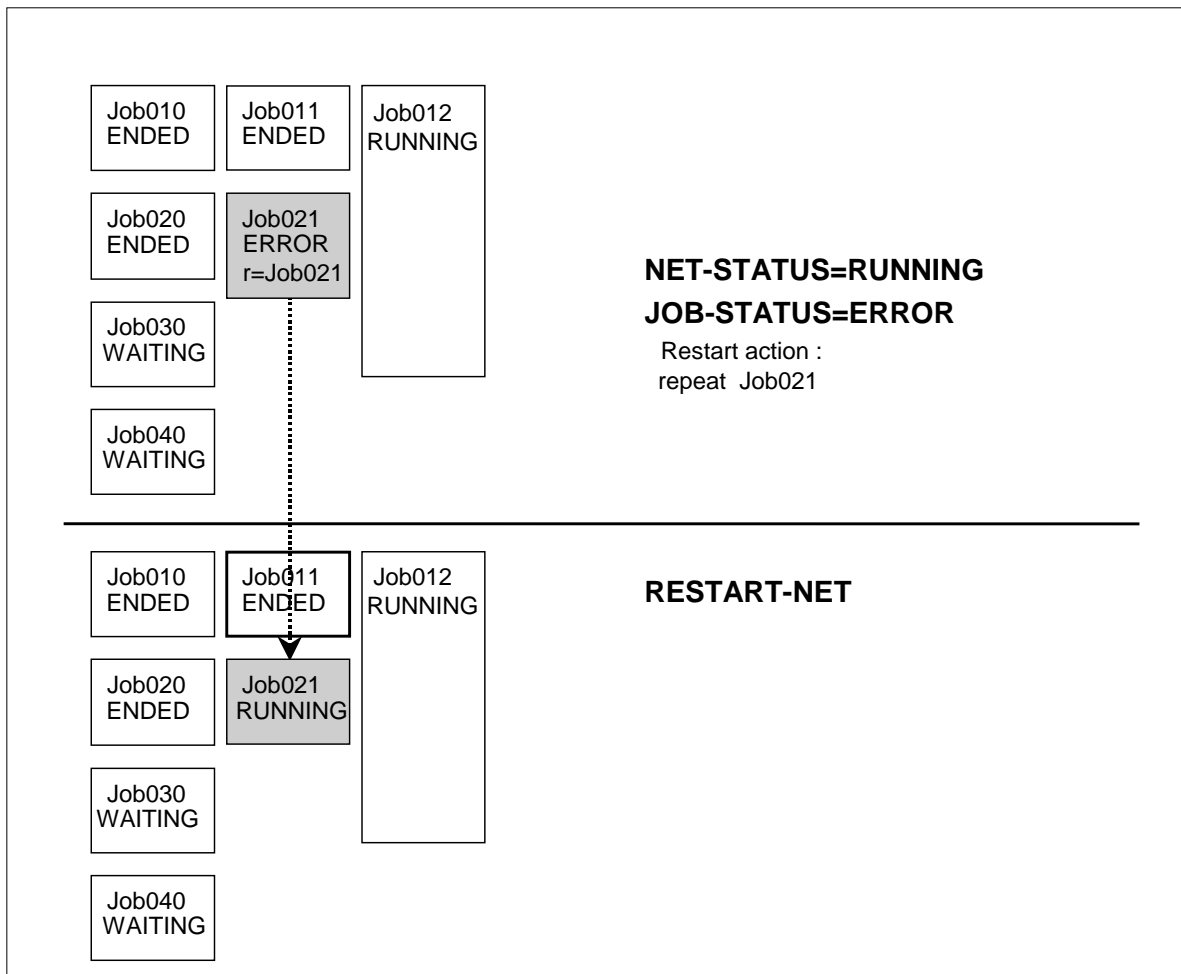 Job010
ENDED
Job011
ENDED
Job012
RUNNING
Job020
ENDED
Job021
ERROR
r=Job021
Job030
WAITING
Job040
WAITING
NET-STATUS=RUNNING
JOB-STATUS=ERROR
Restart action :
repeat Job021
Job010
ENDED
Job011
ENDED
Job012
RUNNING
RESTART-NET
Job020
ENDED
Job021
RUNNING
Job030
WAITING
Job040
WAITING